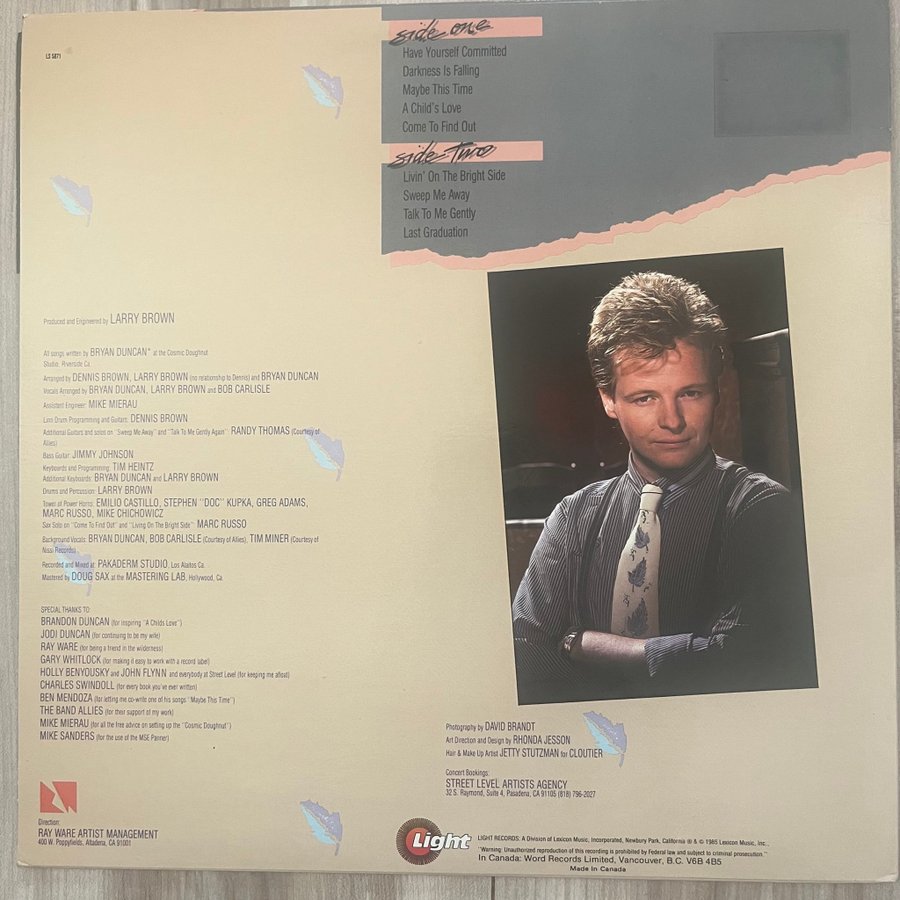 LS 5871
side one
Have Yourself Committed
Darkness Is Falling
Maybe This Time
A Child's Love
Come To Find Out
side two
Livin' On The Bright Side
Sweep Me Away
Talk To Me Gently
Last Graduation
Produced and Engineered by LARRY BROWN
All songs written by BRYAN DUNCAN* at the Cosmic Doughnut
Studio, Riverside Ca.
Arranged by DENNIS BROWN, LARRY BROWN (no relationship to Dennis) and BRYAN DUNCAN
Vocals Arranged by BRYAN DUNCAN, LARRY BROWN and BOB CARLISLE
Assistant Engineer: MIKE MIERAU
Linn Drum Programming and Guitars: DENNIS BROWN
Additional Guitars and solos on "Sweep Me Away" and "Talk To Me Gently Again": RANDY THOMAS (Courtesy of
Allies)
Bass Guitar: JIMMY JOHNSON
Keyboards and Programming: TIM HEINTZ
Additional Keyboards: BRYAN DUNCAN and LARRY BROWN
Drums and Percussion: LARRY BROWN
Tower of Power Horns: EMILIO CASTILLO, STEPHEN "DOC" KUPKA, GREG ADAMS,
MARC RUSSO, MIKE CHICHOWICZ
Sax Solo on "Come To Find Out" and "Living On The Bright Side": MARC RUSSO
Background Vocals: BRYAN DUNCAN, BOB CARLISLE (Courtesy of Allies), TIM MINER (Courtesy of
Nissi Records)
Recorded and Mixed at: PAKADERM STUDIO, Los Alaitos Ca.
Mastered by DOUG SAX at the MASTERING LAB, Hollywood, Ca.
SPECIAL THANKS TO:
BRANDON DUNCAN (for inspiring "A Childs Love")
JODI DUNCAN (for continuing to be my wife)
RAY WARE (for being a friend in the wilderness)
GARY WHITLOCK (for making it easy to work with a record label)
HOLLY BENYOUSKY and JOHN FLYNN and everybody at Street Level (for keeping me afloat)
CHARLES SWINDOLL (for every book you've ever written)
BEN MENDOZA (for letting me co-write one of his songs "Maybe This Time")
THE BAND ALLIES (for their support of my work)
MIKE MIERAU (for all the free advice on setting up the "Cosmic Doughnut")
MIKE SANDERS (for the use of the MSE Panner)
Direction:
RAY WARE ARTIST MANAGEMENT
400 W. Poppyfields, Altadena, CA 91001
Photography by DAVID BRANDT
Art Direction and Design by RHONDA JESSON
Hair & Make Up Artist JETTY STUTZMAN for CLOUTIER
Concert Bookings:
STREET LEVEL ARTISTS AGENCY
32 S. Raymond, Suite 4, Pasadena, CA 91105 (818) 796-2027
Light
LIGHT RECORDS: A Division of Lexicon Music, Incorporated, Newbury Park, California ℗ & © 1985 Lexicon Music, Inc.,
"Warning: Unauthorized reproduction of this recording is prohibited by Federal law and subject to criminal prosecution."
In Canada: Word Records Limited, Vancouver, B.C. V6B 4B5
Made In Canada